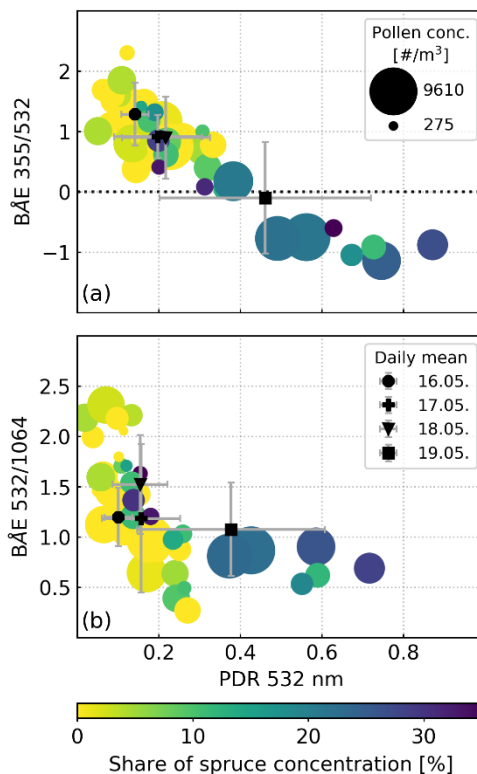 Pollen conc.
[#/m³]
9610
275
2
1
0
−1
BÅE 355/532
(a)
Daily mean
16.05.
17.05.
18.05.
19.05.
2.5
2.0
1.5
1.0
0.5
BÅE 532/1064
(b)
0.2 0.4 0.6 0.8
PDR 532 nm
0 10 20 30
Share of spruce concentration [%]